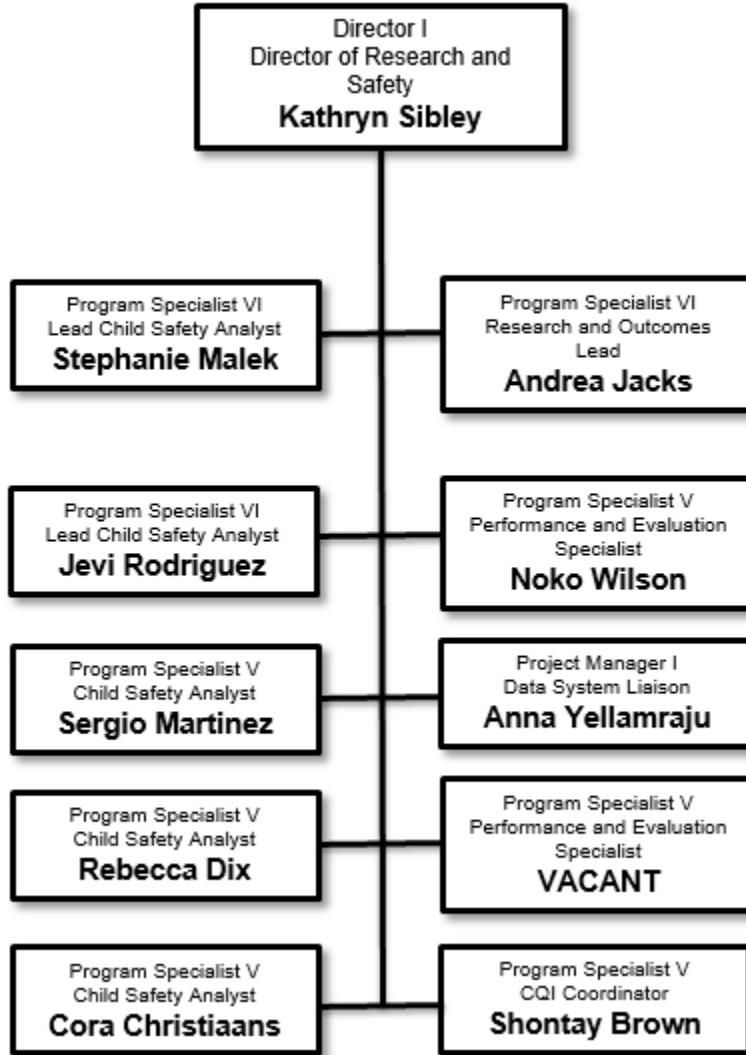 Director I
Director of Research and
Safety
Kathryn Sibley
Program Specialist VI
Lead Child Safety Analyst
Stephanie Malek
Program Specialist VI
Research and Outcomes
Lead
Andrea Jacks
Program Specialist VI
Lead Child Safety Analyst
Jevi Rodriguez
Program Specialist V
Performance and Evaluation
Specialist
Noko Wilson
Program Specialist V
Child Safety Analyst
Sergio Martinez
Project Manager I
Data System Liaison
Anna Yellamraju
Program Specialist V
Child Safety Analyst
Rebecca Dix
Program Specialist V
Performance and Evaluation
Specialist
VACANT
Program Specialist V
Child Safety Analyst
Cora Christiaans
Program Specialist V
CQI Coordinator
Shontay Brown